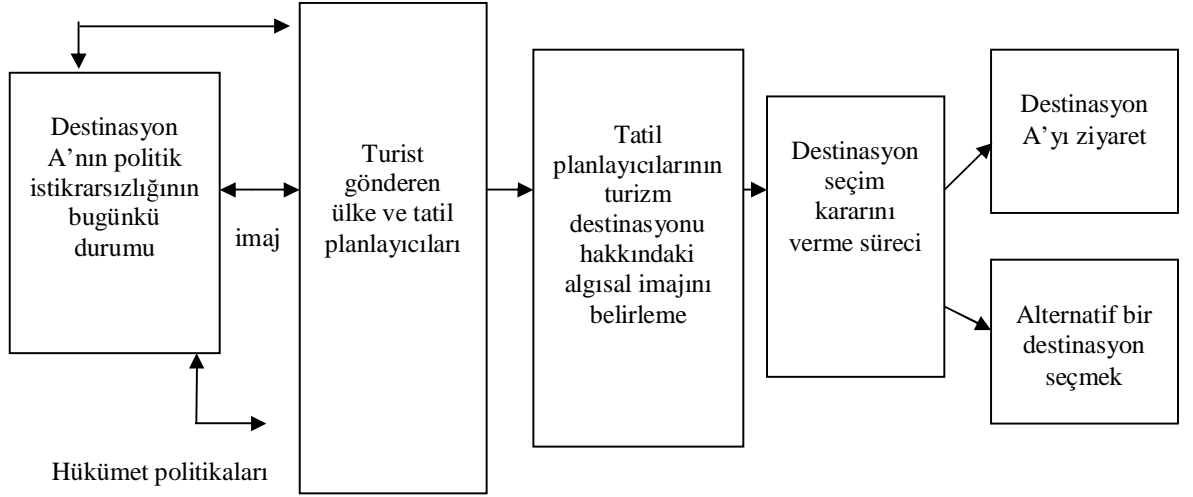 Destinasyon
A’nın politik
istikrarsızlığının
bugünkü
durumu
imaj
Hükümet politikaları
Turist
gönderen
ülke ve tatil
planlayıcıları
Tatil
planlayıcılarının
turizm
destinasyonu
hakkındaki
algısal imajını
belirleme
Destinasyon
seçim
kararını
verme süreci
Destinasyon
A’yı ziyaret
Alternatif bir
destinasyon
seçmek